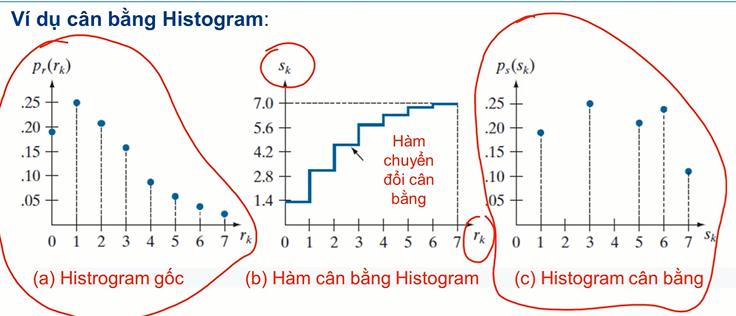 Ví dụ cân bằng Histogram:
pᵣ(rₖ)
.25
.20
.15
.10
.05
0 1 2 3 4 5 6 7 rₖ
(a) Histrogram gốc
sₖ
7.0
5.6
4.2
2.8
1.4
Hàm
chuyển
đổi cân
bằng
0 1 2 3 4 5 6 7 rₖ
(b) Hàm cân bằng Histogram
pₛ(sₖ)
.25
.20
.15
.10
.05
0 1 2 3 4 5 6 7 sₖ
(c) Histogram cân bằng